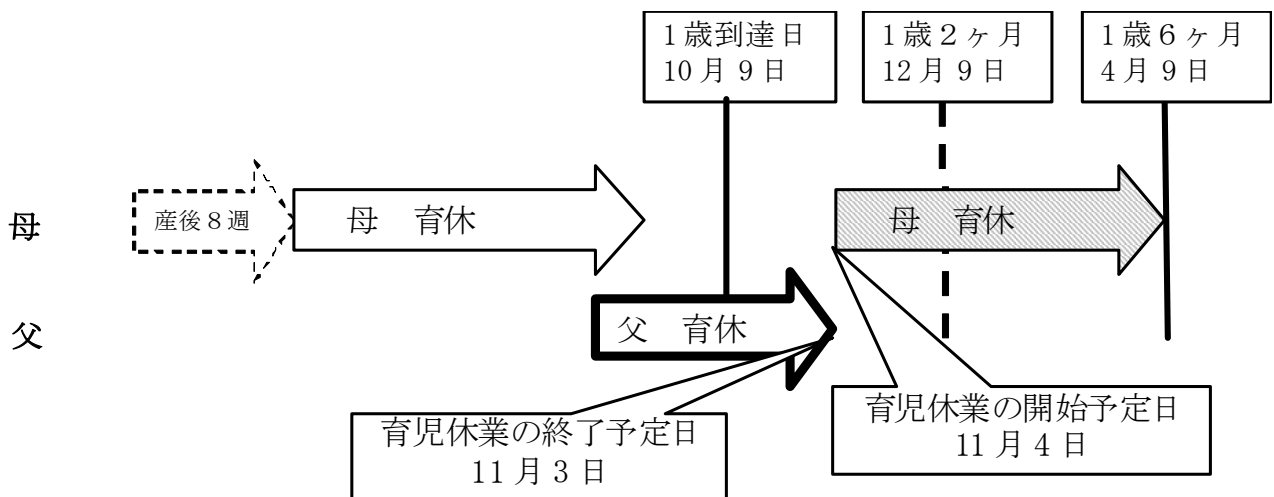 1歳到達日
10月9日
1歳2ヶ月
12月9日
1歳6ヶ月
4月9日
母
産後8週
母 育休
母 育休
父
父 育休
育児休業の終了予定日
11月3日
育児休業の開始予定日
11月4日